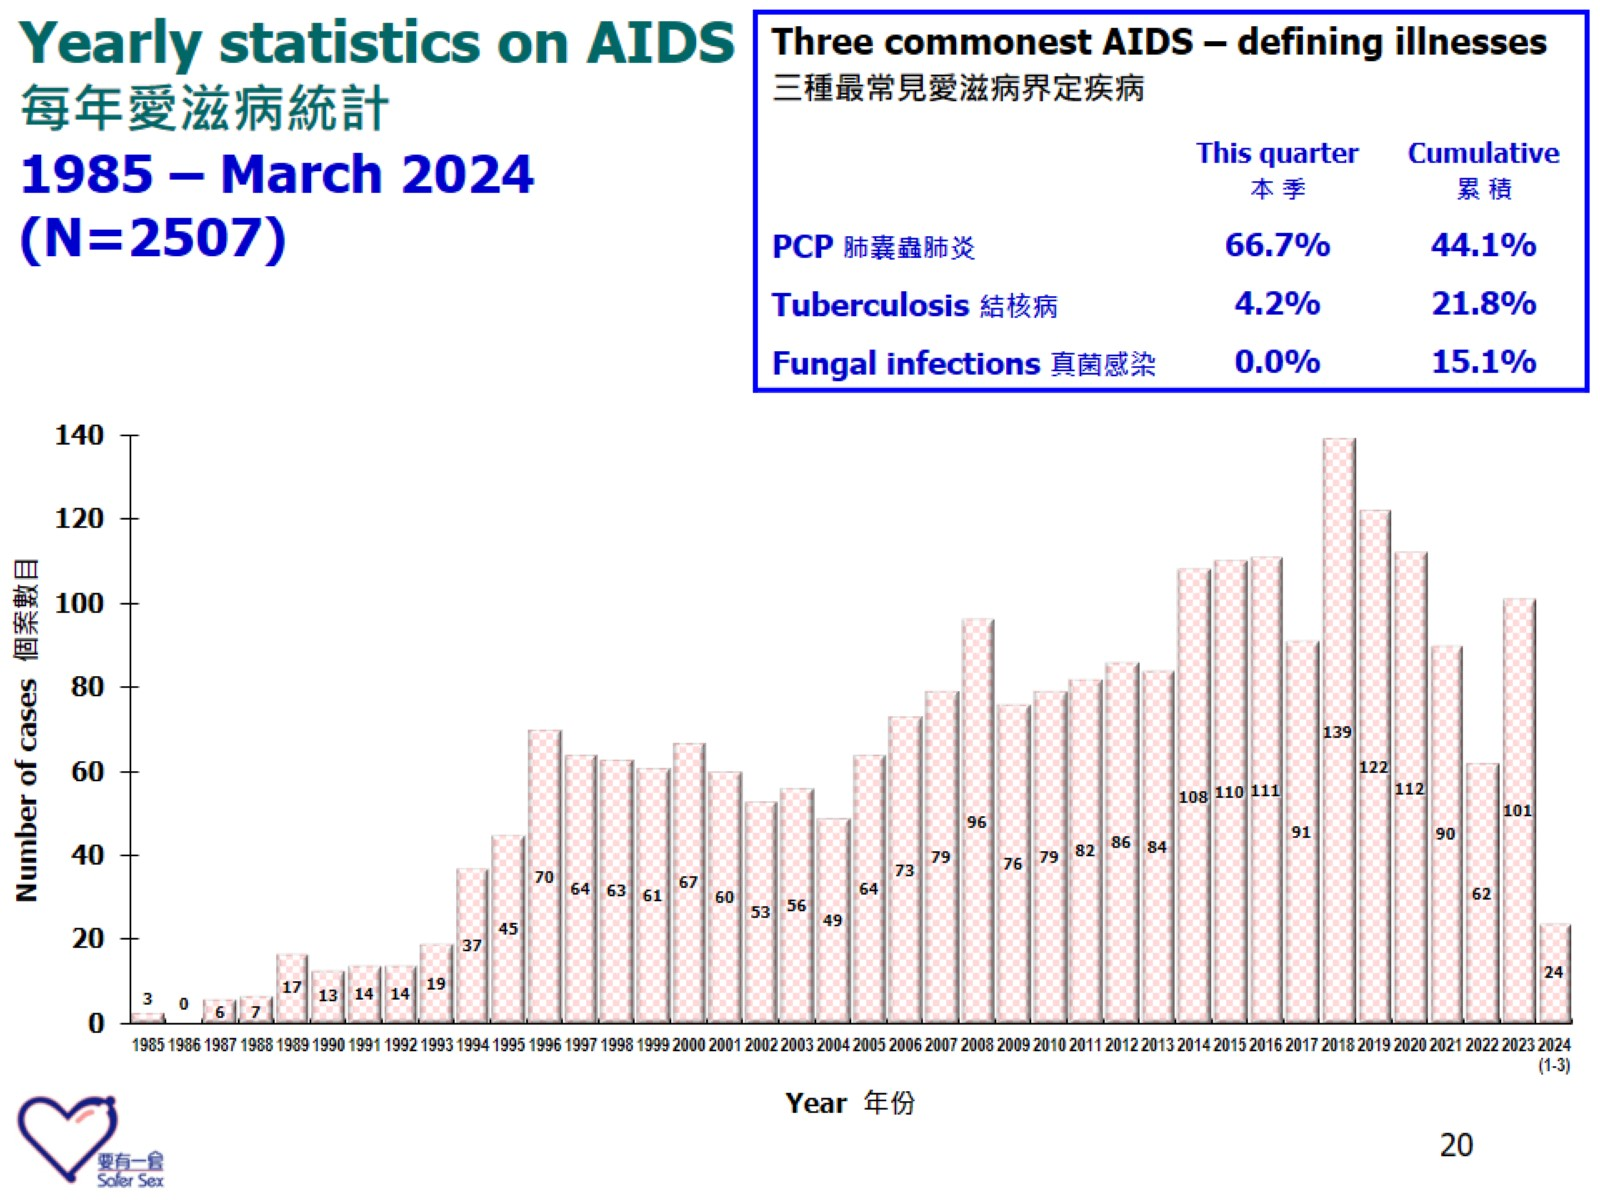 Yearly statistics on AIDS
每年愛滋病統計
1985 – March 2024
(N=2507)
Three commonest AIDS – defining illnesses
三種最常見愛滋病界定疾病
This quarter Cumulative
本季 累積
PCP 肺囊蟲肺炎 66.7% 44.1%
Tuberculosis 結核病 4.2% 21.8%
Fungal infections 真菌感染 0.0% 15.1%
Number of cases 個案數目
140
120
100
80
60
40
20
0
3 0 6 7 17 13 14 14 19 37 45 70 64 63 61 67 60 53 56 49 64 73 79 96 76 79 82 86 84 108 110 111 91 139 122 112 90 62 101 24
1985 1986 1987 1988 1989 1990 1991 1992 1993 1994 1995 1996 1997 1998 1999 2000 2001 2002 2003 2004 2005 2006 2007 2008 2009 2010 2011 2012 2013 2014 2015 2016 2017 2018 2019 2020 2021 2022 2023 2024
(1-3)
Year 年份
要有一套
Safer Sex
20